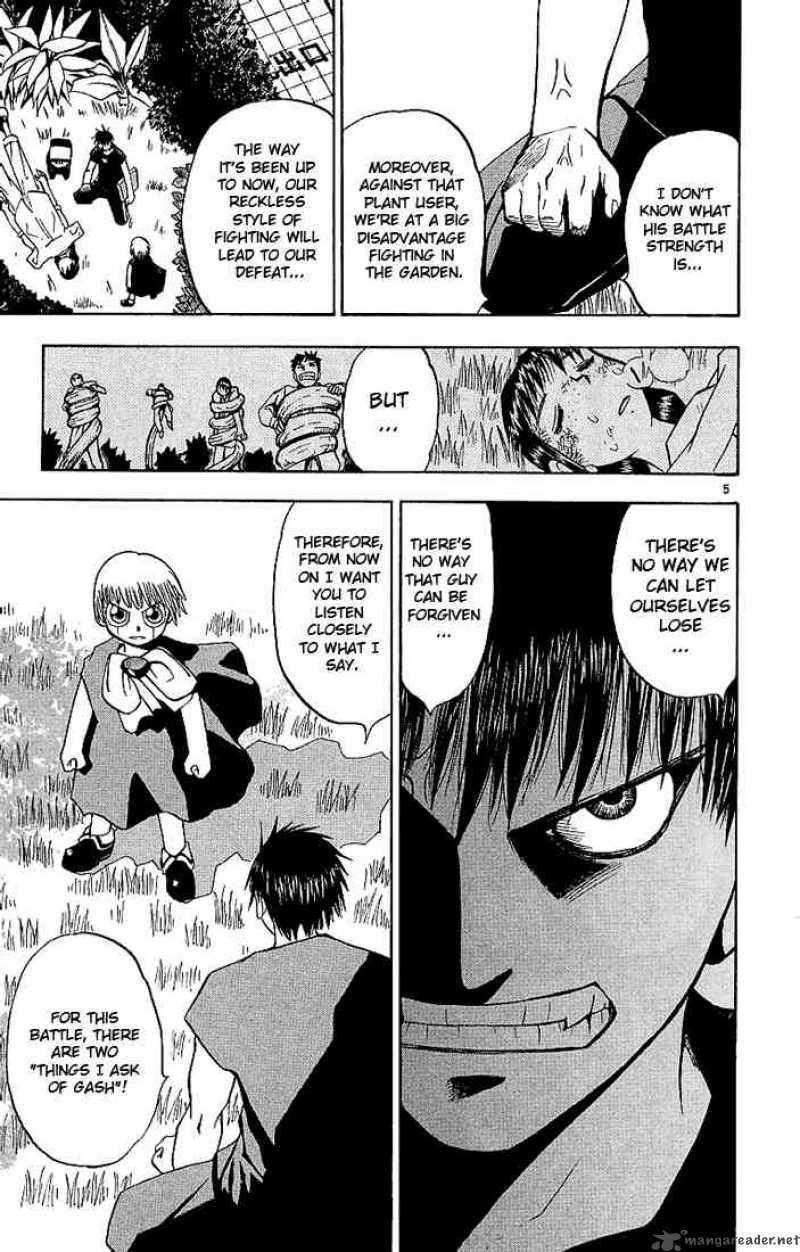 I DON'T
KNOW WHAT
HIS BATTLE
STRENGTH
IS...
MOREOVER,
AGAINST THAT
PLANT USER,
WE'RE AT A BIG
DISADVANTAGE
FIGHTING
IN THE GARDEN.
出口
THE WAY
IT'S BEEN UP
TO NOW, OUR
RECKLESS
STYLE OF
FIGHTING WILL
LEAD TO OUR
DEFEAT...
BUT
...
5
THERE'S
NO WAY WE
CAN LET
OURSELVES
LOSE
...
THERE'S
NO WAY
THAT GUY
CAN BE
FORGIVEN
...
THEREFORE,
FROM NOW
ON I WANT
YOU TO
LISTEN
CLOSELY
TO WHAT I
SAY.
FOR THIS
BATTLE, THERE
ARE TWO
"THINGS I ASK
OF GASH"!
mangareader.net